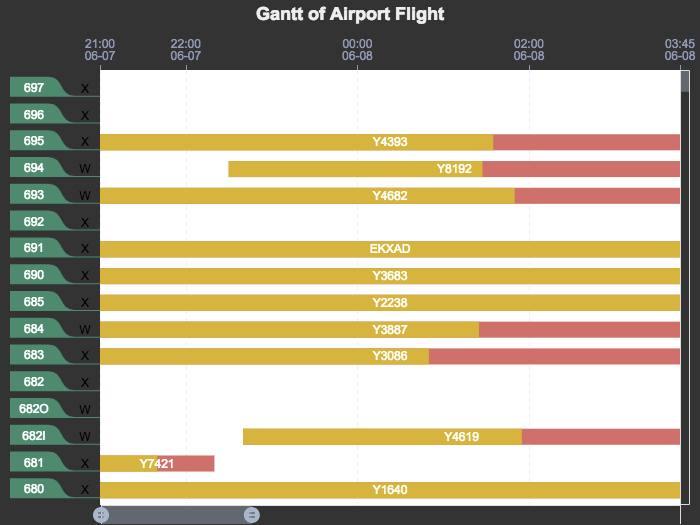 Gantt of Airport Flight
21:00 22:00 00:00 02:00 03:45
06-07 06-07 06-08 06-08 06-08
697 X
696 X
695 X Y4393
694 W Y8192
693 W Y4682
692 X
691 X EKXAD
690 X Y3683
685 X Y2238
684 W Y3887
683 X Y3086
682 X
682O W
682I W Y4619
681 X Y7421
680 X Y1640